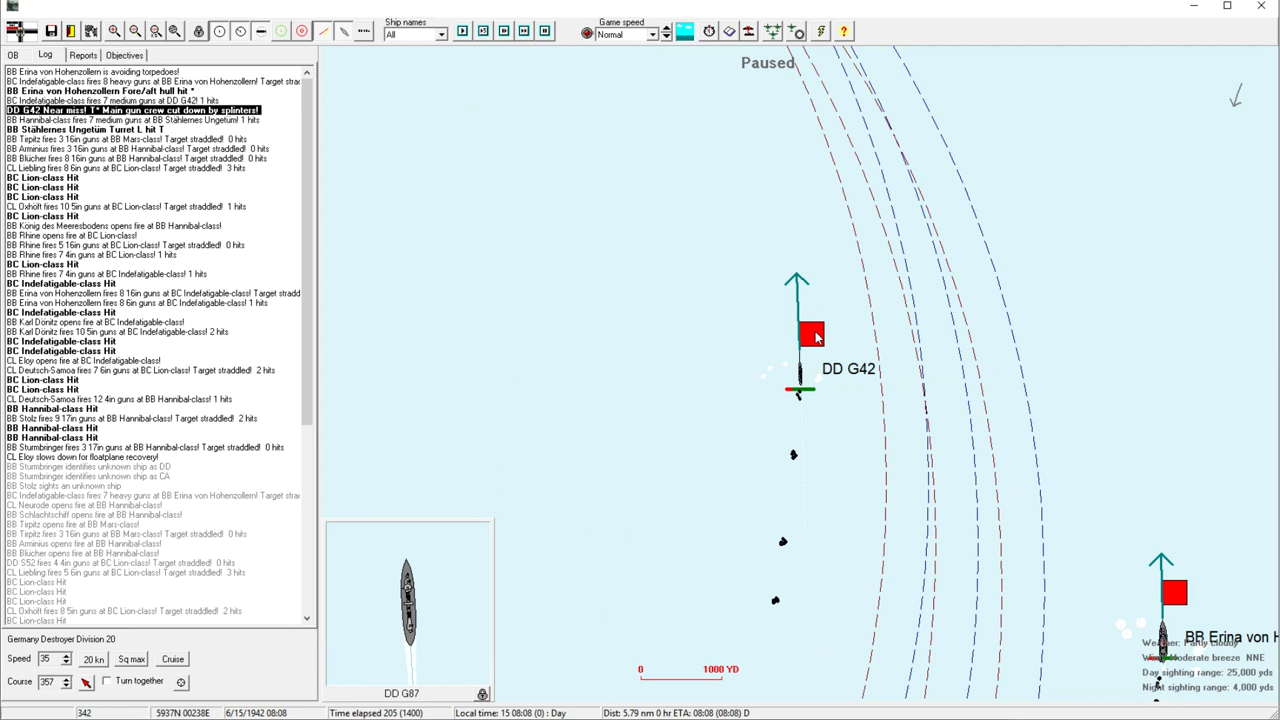 Ship names
All
Game speed
Normal
OB
Log
Reports
Objectives
BB Erina von Hohenzollern is avoiding torpedoes!
BC Indefatigable-class fires 8 heavy guns at BB Erina von Hohenzollern! Target strad
BB Erina von Hohenzollern Fore/aft hull hit *
BC Indefatigable-class fires 7 medium guns at DD G42! 1 hits
DD G42 Near miss! T* Main gun crew cut down by splinters!
BB Hannibal-class fires 7 medium guns at BB Stählernes Ungetüm! 1 hits
BB Stählernes Ungetüm Turret L hit T
BB Tirpitz fires 3 16in guns at BB Mars-class! Target straddled! 0 hits
BB Arminius fires 3 16in guns at BB Hannibal-class! Target straddled! 0 hits
BB Blücher fires 8 16in guns at BB Hannibal-class! Target straddled! 0 hits
CL Liebling fires 8 6in guns at BC Lion-class! Target straddled! 3 hits
BC Lion-class Hit
BC Lion-class Hit
BC Lion-class Hit
CL Oxhöft fires 10 5in guns at BC Lion-class! Target straddled! 1 hits
BC Lion-class Hit
BB König des Meeresbodens opens fire at BB Hannibal-class!
BB Rhine opens fire at BC Lion-class!
BB Rhine fires 5 16in guns at BC Lion-class! Target straddled! 0 hits
BB Rhine fires 7 4in guns at BC Lion-class! 1 hits
BC Lion-class Hit
BB Rhine fires 7 4in guns at BC Indefatigable-class! 1 hits
BC Indefatigable-class Hit
BB Erina von Hohenzollern fires 8 16in guns at BC Indefatigable-class! Target stradd
BB Erina von Hohenzollern fires 8 6in guns at BC Indefatigable-class! 1 hits
BC Indefatigable-class Hit
BB Karl Dönitz opens fire at BC Indefatigable-class!
BB Karl Dönitz fires 10 5in guns at BC Indefatigable-class! 2 hits
BC Indefatigable-class Hit
BC Indefatigable-class Hit
CL Eloy opens fire at BC Indefatigable-class!
CL Deutsch-Samoa fires 7 6in guns at BC Lion-class! Target straddled! 2 hits
BC Lion-class Hit
BC Lion-class Hit
CL Deutsch-Samoa fires 12 4in guns at BC Lion-class! 1 hits
BC Lion-class Hit
BB Hannibal-class Hit
BB Stolz fires 9 17in guns at BB Hannibal-class! Target straddled! 2 hits
BB Hannibal-class Hit
BB Hannibal-class Hit
BB Sturmbringer fires 3 17in guns at BB Hannibal-class! Target straddled! 0 hits
CL Eloy slows down for floatplane recovery!
BB Sturmbringer identifies unknown ship as DD
BB Sturmbringer identifies unknown ship as CA
BB Stolz sights an unknown ship
BC Indefatigable-class fires 7 heavy guns at BB Erina von Hohenzollern! Target stra
CL Neurode opens fire at BB Hannibal-class!
BB Schlachtschiff opens fire at BB Hannibal-class!
BB Tirpitz opens fire at BB Mars-class!
BB Tirpitz fires 3 16in guns at BB Mars-class! Target straddled! 0 hits
BB Arminius opens fire at BB Hannibal-class!
BB Blücher opens fire at BB Hannibal-class!
DD S52 fires 4 4in guns at BC Lion-class! Target straddled! 0 hits
CL Liebling fires 5 6in guns at BC Lion-class! Target straddled! 3 hits
BC Lion-class Hit
BC Lion-class Hit
BC Lion-class Hit
CL Oxhöft fires 8 5in guns at BC Lion-class! Target straddled! 2 hits
BC Lion-class Hit
Germany Destroyer Division 20
Speed
35
20 kn
Sq max
Cruise
Course
357
Turn together
Paused
DD G42
DD G87
0 1000 YD
BB Erina von H
Weather: Partly cloudy
Wind: Moderate breeze NNE
Day sighting range: 25,000 yds
Night sighting range: 4,000 yds
342
5937N 00238E
6/15/1942 08:08
Time elapsed 205 (1400)
Local time: 15 08:08 (0) : Day
Dist: 5.79 nm 0 hr ETA: 08:08 (08:08) D